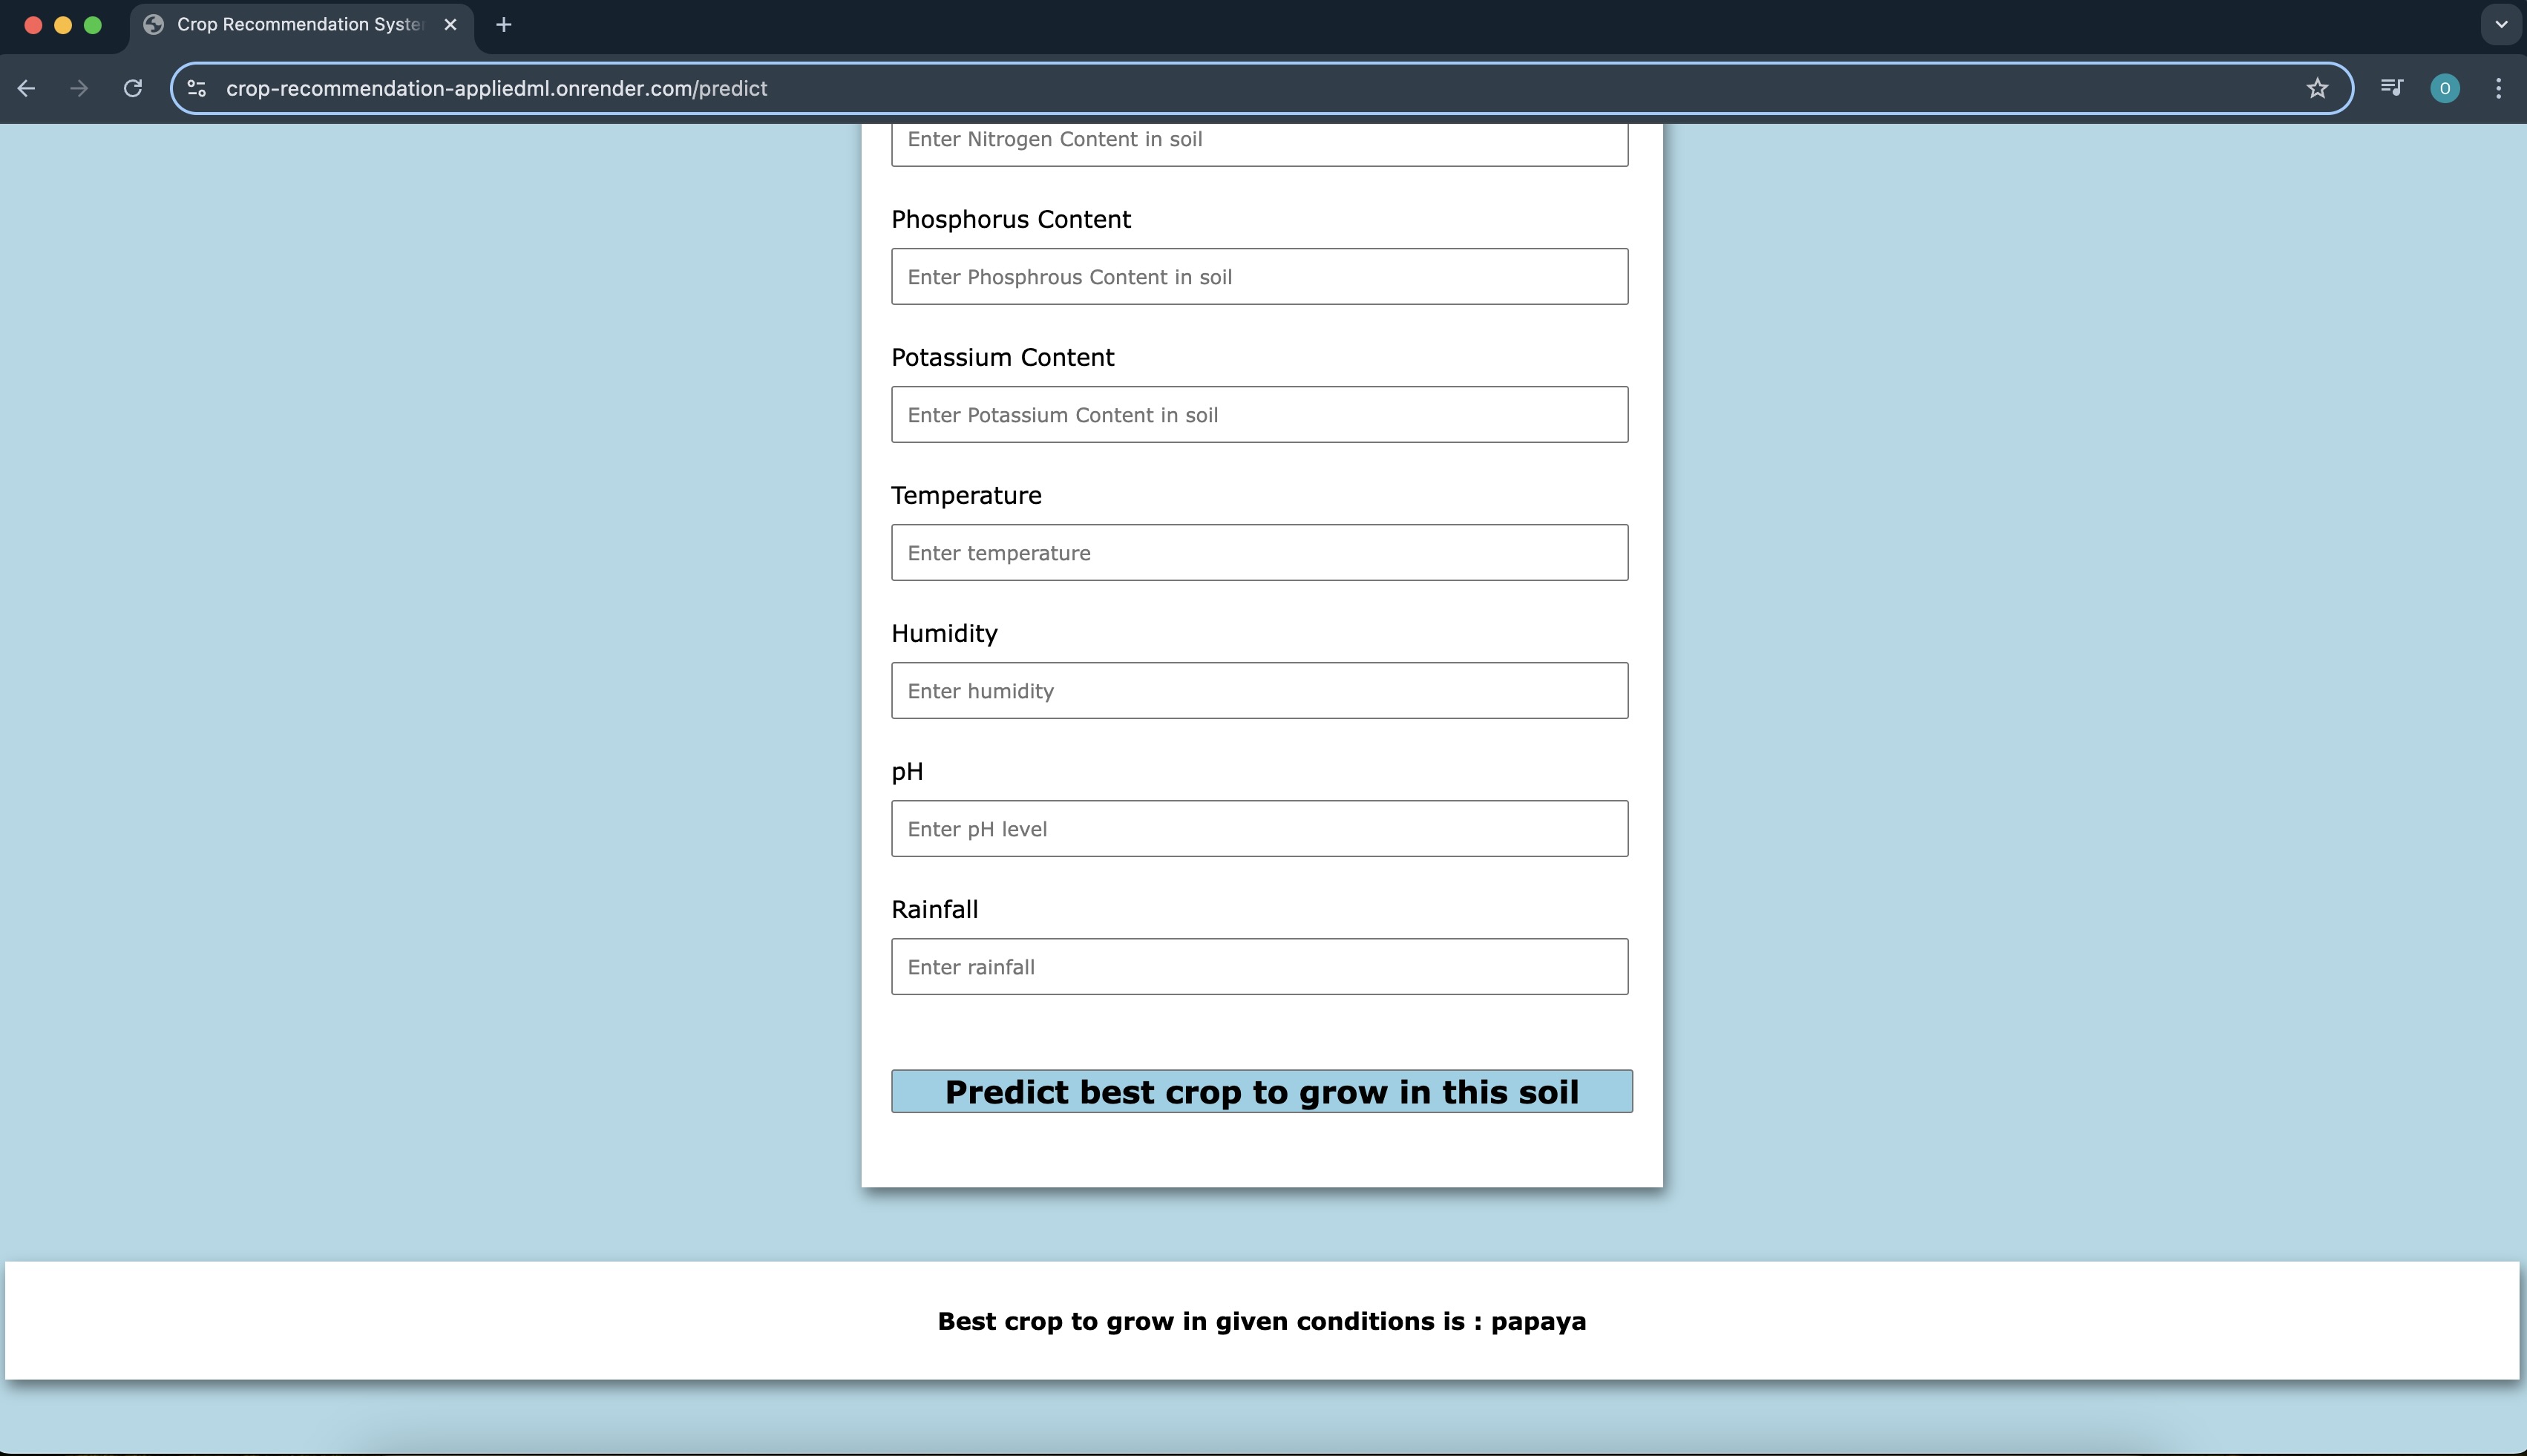 Crop Recommendation Syste
crop-recommendation-appliedml.onrender.com/predict
O
Enter Nitrogen Content in soil
Phosphorus Content
Enter Phosphrous Content in soil
Potassium Content
Enter Potassium Content in soil
Temperature
Enter temperature
Humidity
Enter humidity
pH
Enter pH level
Rainfall
Enter rainfall
Predict best crop to grow in this soil
Best crop to grow in given conditions is : papaya